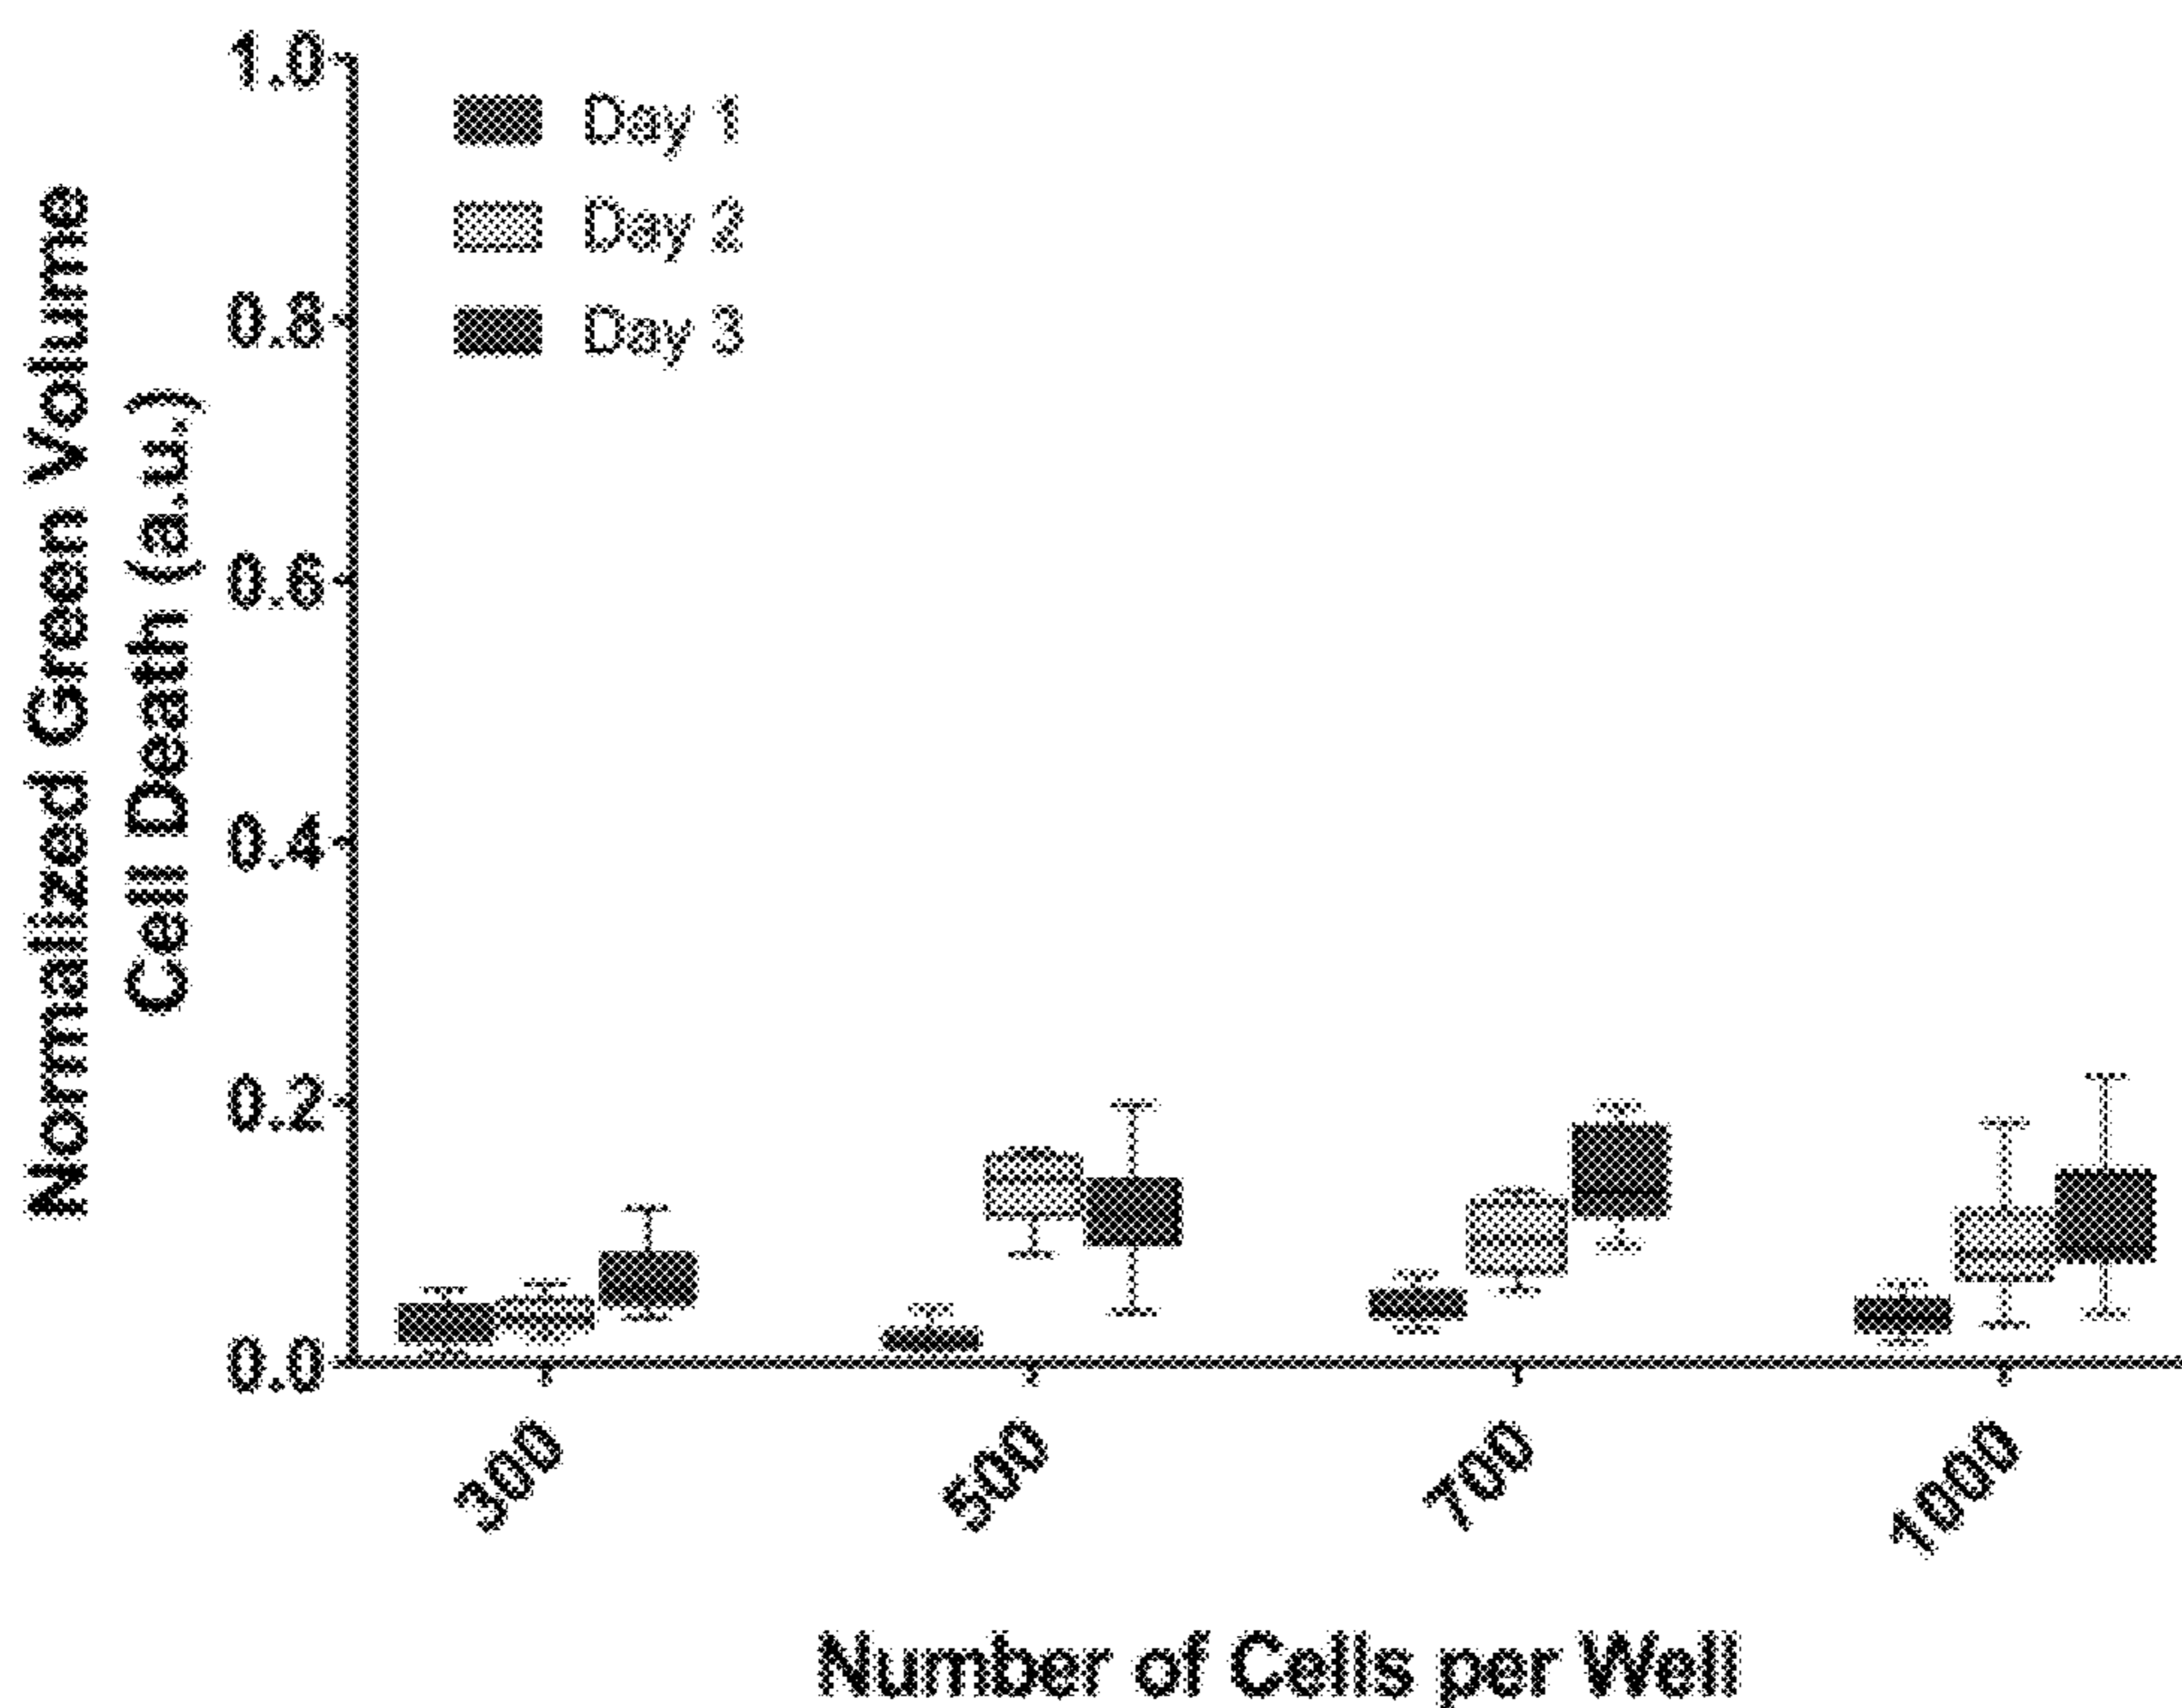 Normalized Green Volume
Cell Death (a.u.)
1.0
0.8
0.6
0.4
0.2
0.0
Day 1
Day 2
Day 3
300
500
700
1000
Number of Cells per Well